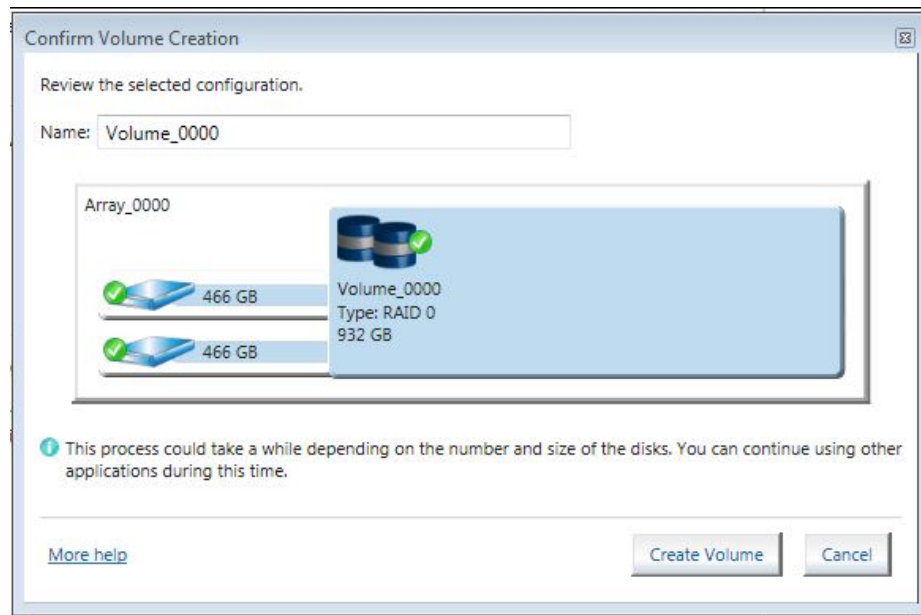 Confirm Volume Creation
Review the selected configuration.
Name: Volume_0000
Array_0000
466 GB
466 GB
Volume_0000
Type: RAID 0
932 GB
This process could take a while depending on the number and size of the disks. You can continue using other
applications during this time.
More help
Create Volume
Cancel